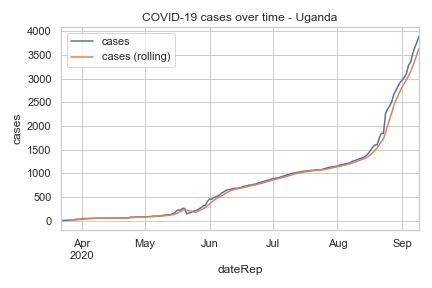 COVID-19 cases over time - Uganda
cases
cases (rolling)
4000
3500
3000
2500
2000
1500
1000
500
0
cases
Apr
2020
May
Jun
Jul
Aug
Sep
dateRep